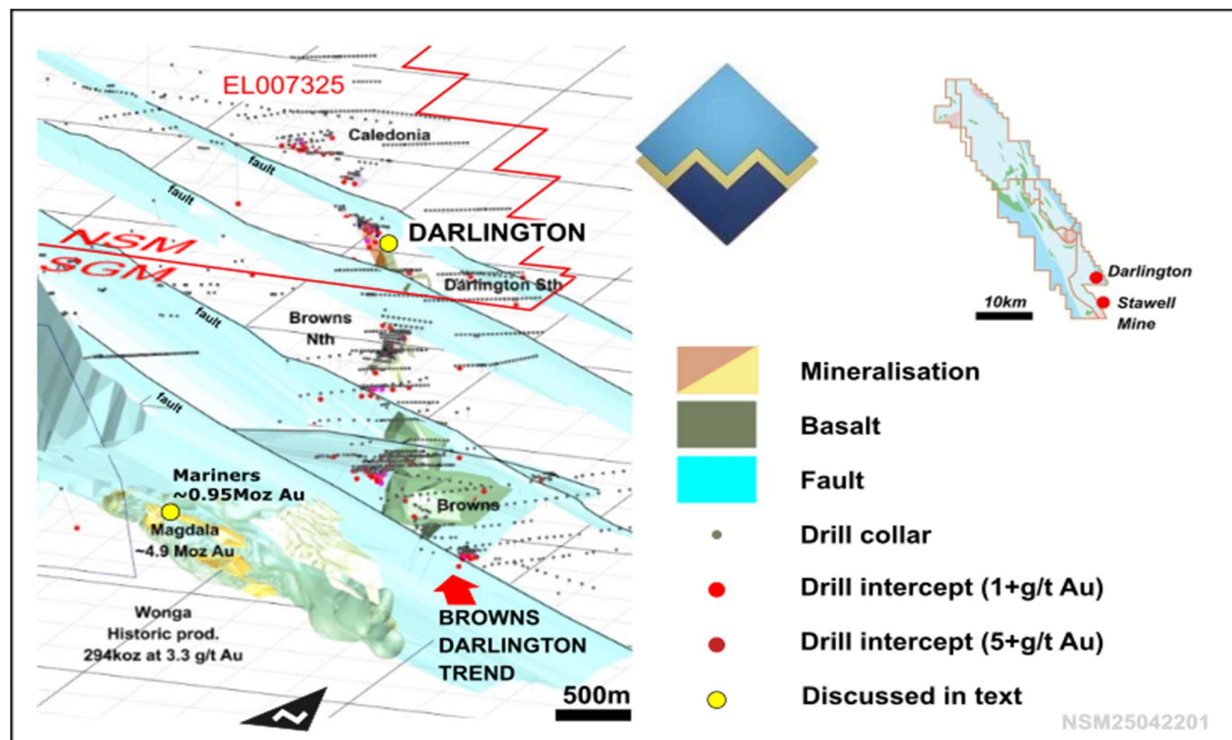 EL007325
Caledonia
fault
fault
DARLINGTON
NSM
SGM
Darlington Sth
fault
Browns
Nth
fault
Mariners
~0.95Moz Au
Magdala
~4.9 Moz Au
Browns
Wonga
Historic prod.
294koz at 3.3 g/t Au
BROWNS
DARLINGTON
TREND
500m
N
Darlington
10km
Stawell
Mine
Mineralisation
Basalt
Fault
Drill collar
Drill intercept (1+g/t Au)
Drill intercept (5+g/t Au)
Discussed in text
NSM25042201